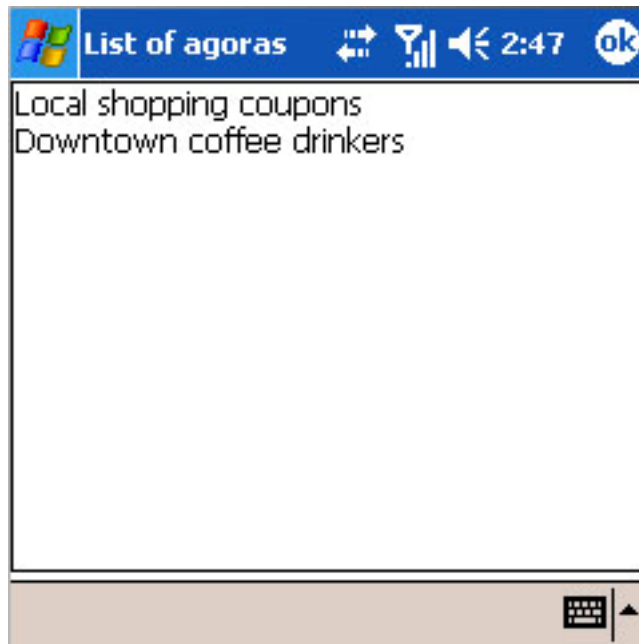 List of agoras 2:47 ok
Local shopping coupons
Downtown coffee drinkers